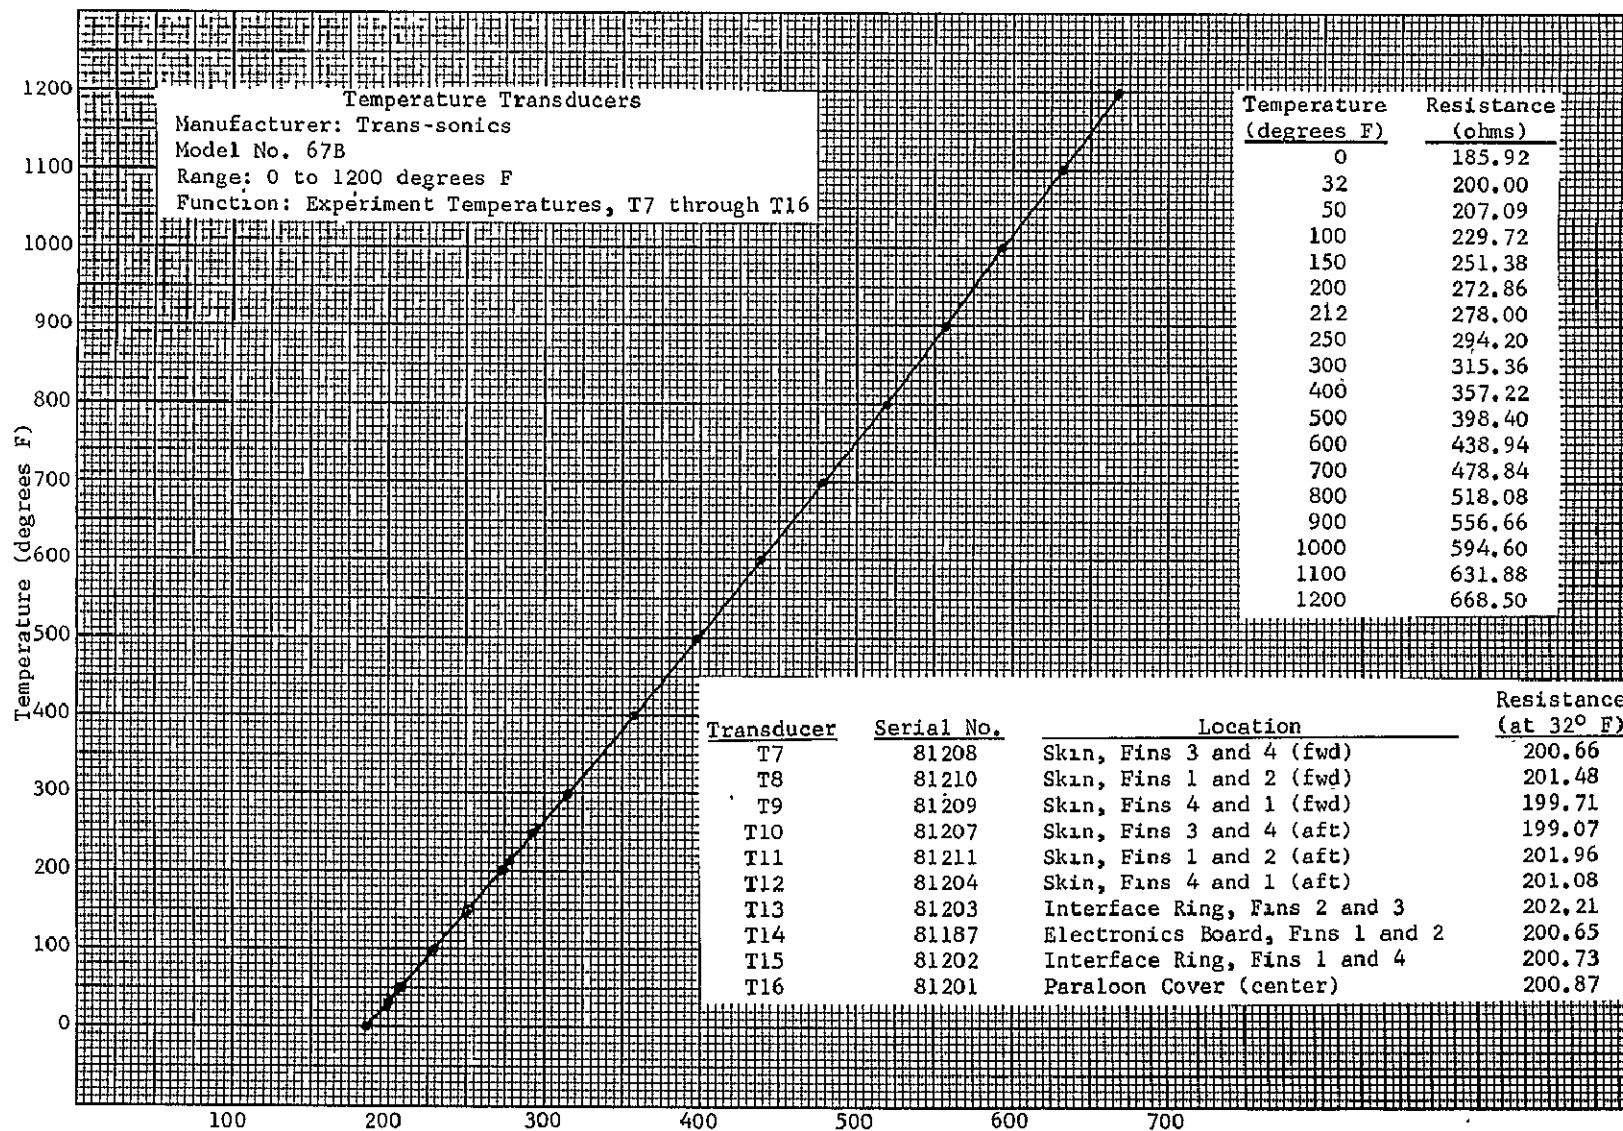 Temperature Transducers
Manufacturer: Trans-sonics
Model No. 67B
Range: 0 to 1200 degrees F
Function: Experiment Temperatures, T7 through T16
Temperature (degrees F)
1200
1100
1000
900
800
700
600
500
400
300
200
100
0
Temperature Resistance
(degrees F) (ohms)
0 185.92
32 200.00
50 207.09
100 229.72
150 251.38
200 272.86
212 278.00
250 294.20
300 315.36
400 357.22
500 398.40
600 438.94
700 478.84
800 518.08
900 556.66
1000 594.60
1100 631.88
1200 668.50
Resistance
Transducer Serial No. Location (at 32° F)
T7 81208 Skin, Fins 3 and 4 (fwd) 200.66
T8 81210 Skin, Fins 1 and 2 (fwd) 201.48
T9 81209 Skin, Fins 4 and 1 (fwd) 199.71
T10 81207 Skin, Fins 3 and 4 (aft) 199.07
T11 81211 Skin, Fins 1 and 2 (aft) 201.96
T12 81204 Skin, Fins 4 and 1 (aft) 201.08
T13 81203 Interface Ring, Fins 2 and 3 202.21
T14 81187 Electronics Board, Fins 1 and 2 200.65
T15 81202 Interface Ring, Fins 1 and 4 200.73
T16 81201 Paraloon Cover (center) 200.87
100 200 300 400 500 600 700